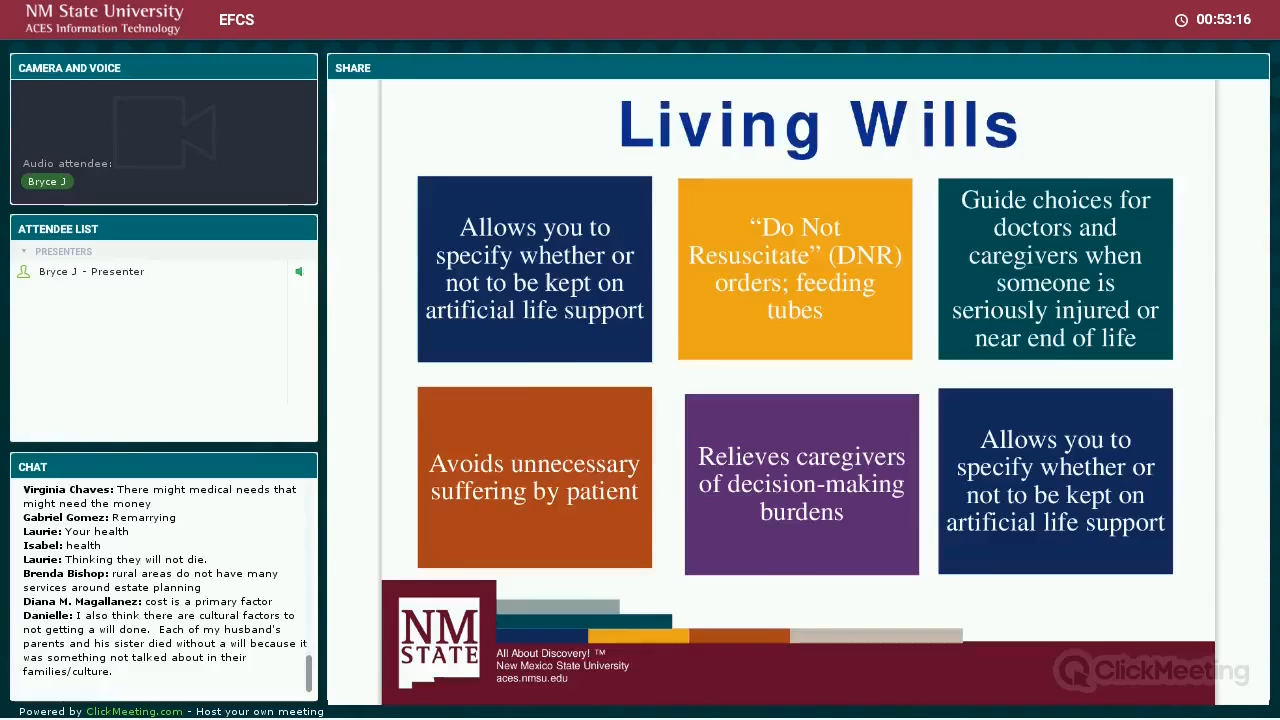 NM State University
ACES Information Technology
EFCS
00:53:16
CAMERA AND VOICE
Audio attendee:
Bryce J
ATTENDEE LIST
PRESENTERS
Bryce J - Presenter
CHAT
Virginia Chaves: There might medical needs that
might need the money
Gabriel Gomez: Remarrying
Laurie: Your health
Isabel: health
Laurie: Thinking they will not die.
Brenda Bishop: rural areas do not have many
services around estate planning
Diana M. Magallanez: cost is a primary factor
Danielle: I also think there are cultural factors to
not getting a will done. Each of my husband's
parents and his sister died without a will because it
was something not talked about in their
families/culture.
Powered by ClickMeeting.com - Host your own meeting
SHARE
Living Wills
Allows you to
specify whether or
not to be kept on
artificial life support
“Do Not
Resuscitate” (DNR)
orders; feeding
tubes
Guide choices for
doctors and
caregivers when
someone is
seriously injured or
near end of life
Avoids unnecessary
suffering by patient
Relieves caregivers
of decision-making
burdens
Allows you to
specify whether or
not to be kept on
artificial life support
NM
STATE
All About Discovery! ™
New Mexico State University
aces.nmsu.edu
ClickMeeting